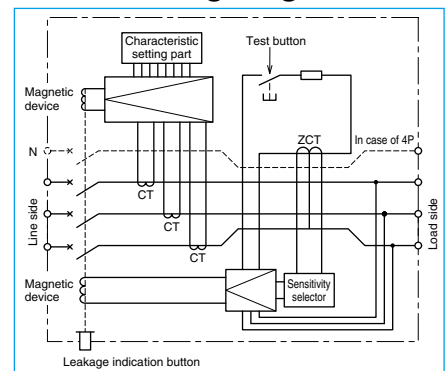 Characteristic
setting part
Test button
Magnetic
device
N
ZCT
In case of 4P
CT
CT
CT
Line side
Load side
Magnetic
device
Sensitivity
selector
Leakage indication button